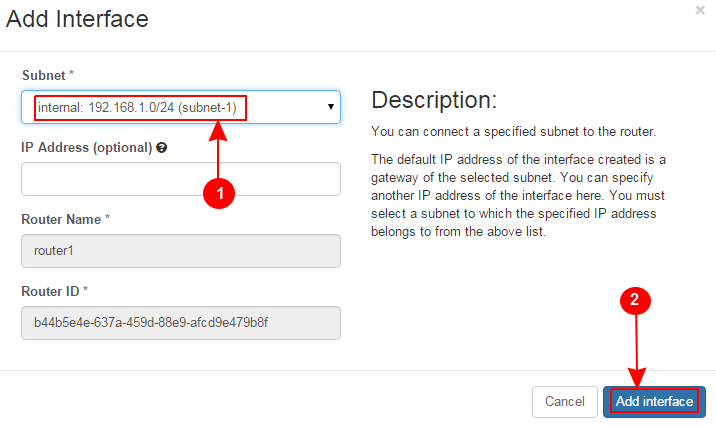 Add Interface
×
Subnet *
internal: 192.168.1.0/24 (subnet-1)
IP Address (optional) ?
1
Router Name *
router1
Router ID *
b44b5e4e-637a-459d-88e9-afcd9e479b8f
Description:
You can connect a specified subnet to the router.
The default IP address of the interface created is a
gateway of the selected subnet. You can specify
another IP address of the interface here. You must
select a subnet to which the specified IP address
belongs to from the above list.
2
Cancel
Add interface